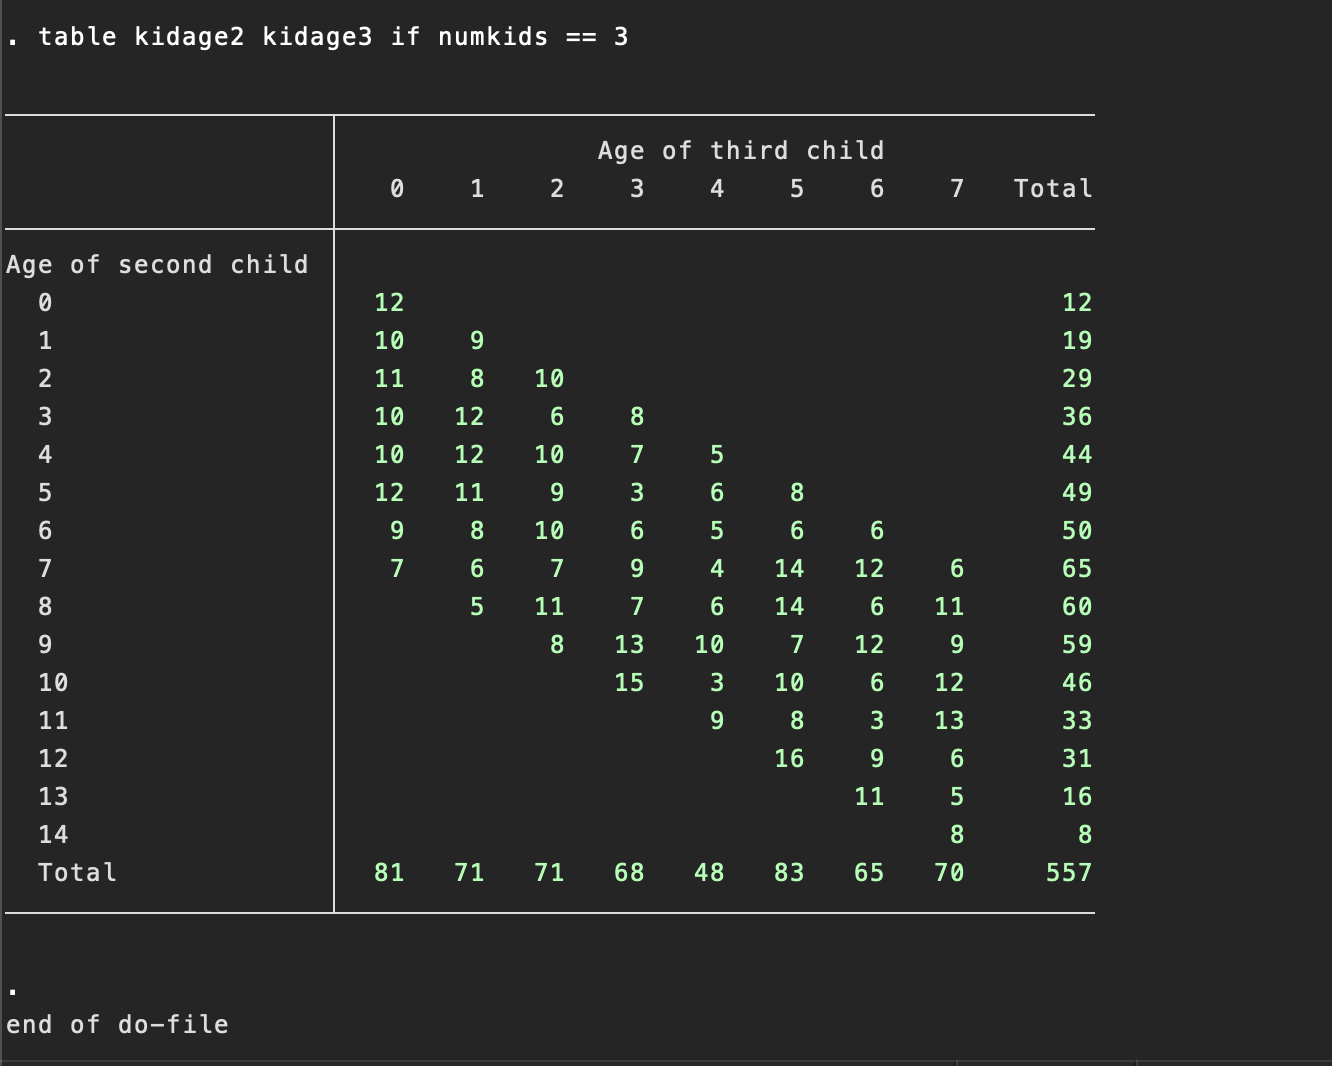 . table kidage2 kidage3 if numkids == 3
Age of third child
0 1 2 3 4 5 6 7 Total
Age of second child
0 12 12
1 10 9 19
2 11 8 10 29
3 10 12 6 8 36
4 10 12 10 7 5 44
5 12 11 9 3 6 8 49
6 9 8 10 6 5 6 6 50
7 7 6 7 9 4 14 12 6 65
8 5 11 7 6 14 6 11 60
9 8 13 10 7 12 9 59
10 15 3 10 6 12 46
11 9 8 3 13 33
12 16 9 6 31
13 11 5 16
14 8 8
Total 81 71 71 68 48 83 65 70 557
.
end of do-file